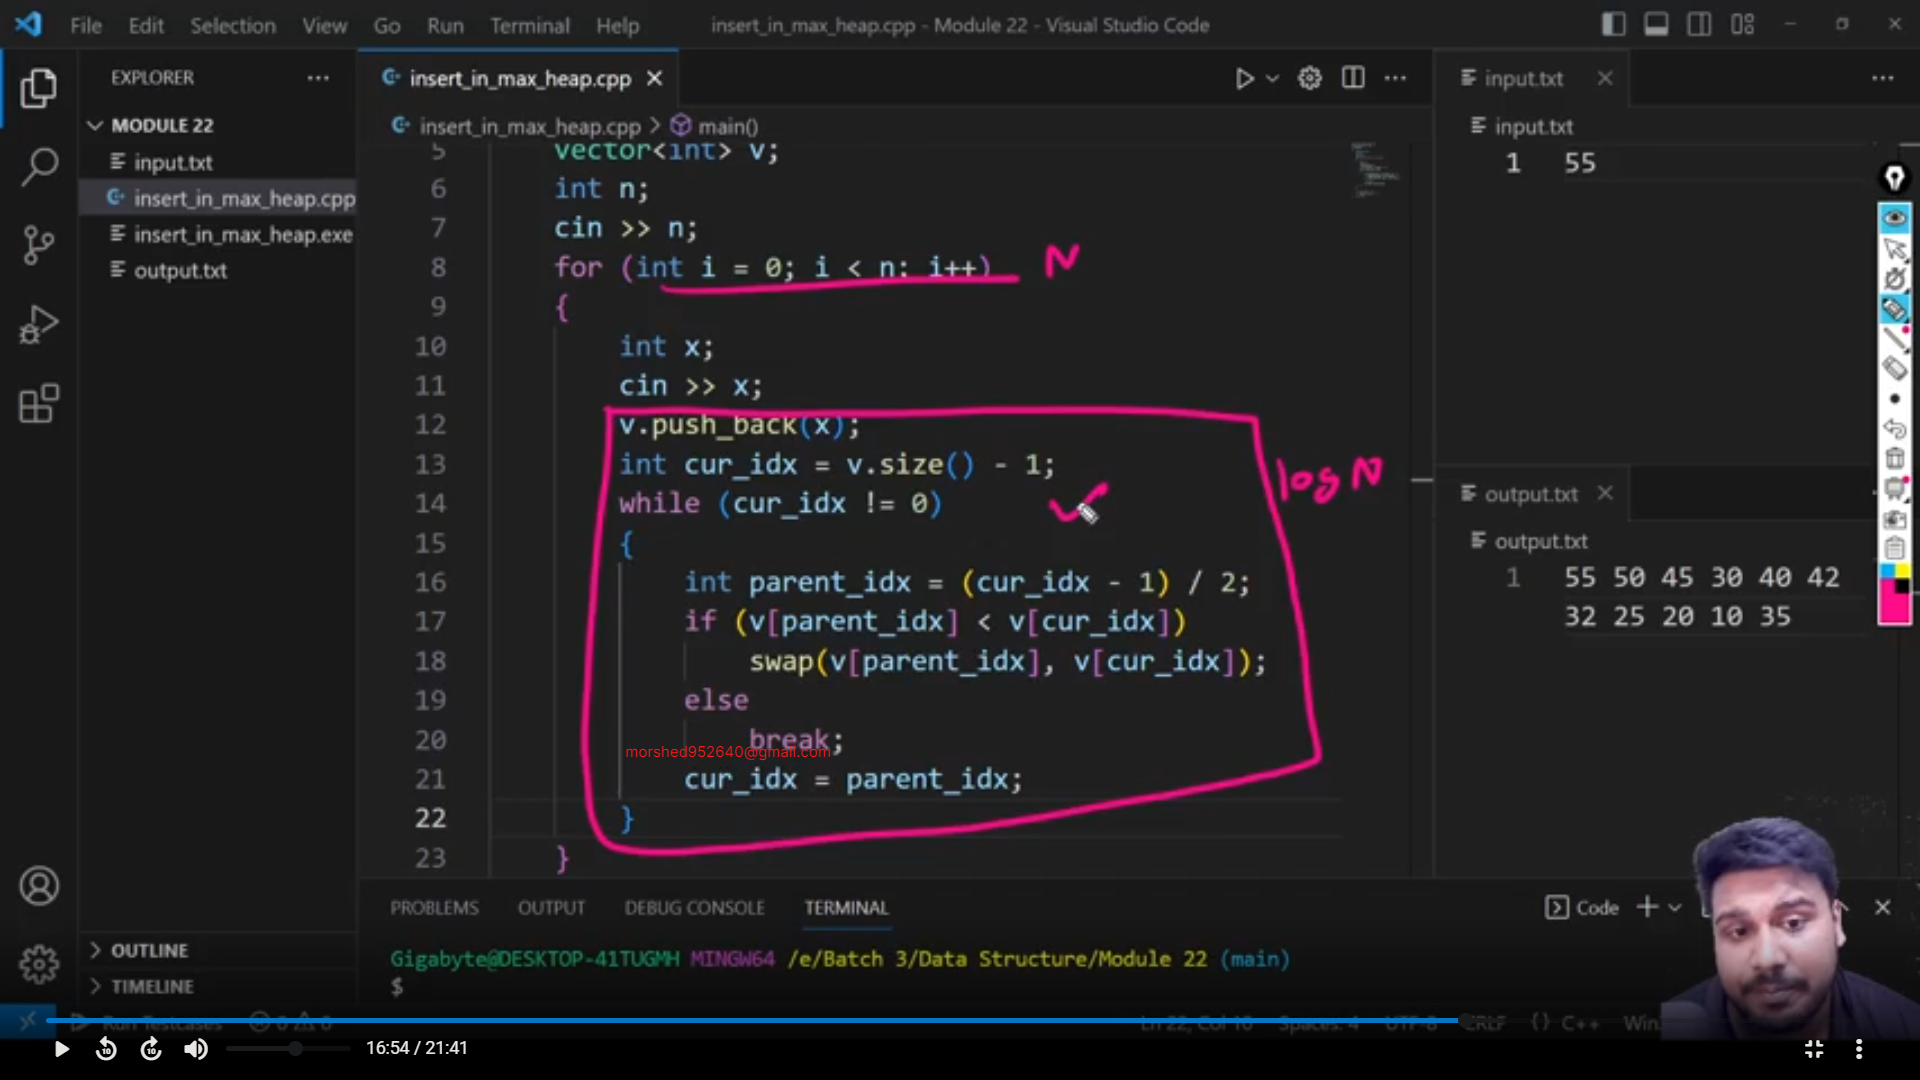 File Edit Selection View Go Run Terminal Help
insert_in_max_heap.cpp - Module 22 - Visual Studio Code
EXPLORER
MODULE 22
input.txt
insert_in_max_heap.cpp
insert_in_max_heap.exe
output.txt
OUTLINE
TIMELINE
insert_in_max_heap.cpp
insert_in_max_heap.cpp > main()
5 vector<int> v;
6 int n;
7 cin >> n;
8 for (int i = 0; i < n; i++) N
9 {
10 int x;
11 cin >> x;
12 v.push_back(x);
13 int cur_idx = v.size() - 1;
log N
14 while (cur_idx != 0)
15 {
16 int parent_idx = (cur_idx - 1) / 2;
17 if (v[parent_idx] < v[cur_idx])
18 swap(v[parent_idx], v[cur_idx]);
19 else
20 break;
morshed952640@gmail.com
21 cur_idx = parent_idx;
22 }
23 }
input.txt
input.txt
1 55
output.txt
output.txt
1 55 50 45 30 40 42
32 25 20 10 35
PROBLEMS OUTPUT DEBUG CONSOLE TERMINAL
Code
Gigabyte@DESKTOP-41TUGMH MINGW64 /e/Batch 3/Data Structure/Module 22 (main)
$
Run Testcases 0 0 Ln 22, Col 10 Spaces: 4 UTF-8 CRLF {} C++
10 10 16:54 / 21:41